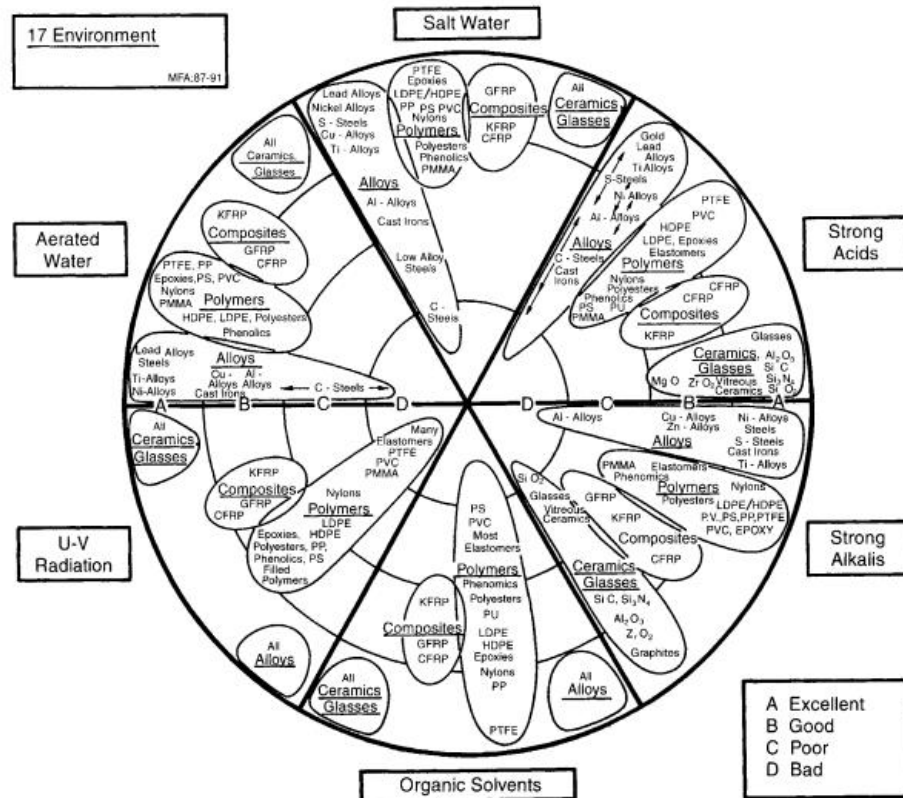 17 Environment
MFA:87-91
Salt Water
Lead Alloys
Nickel Alloys
S - Steels
Cu - Alloys
Ti - Alloys
Alloys
Al - Alloys
Cast Irons
Low Alloy
Steels
C -
Steels
PTFE
Epoxies
LDPE/HDPE
PP PS PVC
Nylons
Polymers
Polyesters
Phenolics
PMMA
GFRP
Composites
KFRP
CFRP
All
Ceramics
Glasses
Strong
Acids
Gold
Lead
Alloys
Ti Alloys
S-Steels
Ni Alloys
Al - Alloys
Alloys
C - Steels
Cast
Irons
PTFE
PVC
HDPE
LDPE, Epoxies
Elastomers
Polymers
Nylons
Polyesters
Phenolics
PS PU
PMMA
CFRP
CFRP
Composites
KFRP
Glasses
Ceramics,
Glasses
Al2O3
Si C
Si3N4
Si O2
Mg O Zr O2 Vitreous
Ceramics
Aerated
Water
All
Ceramics,
Glasses
KFRP
Composites
GFRP
CFRP
PTFE, PP
Epoxies,PS, PVC
Nylons
PMMA
Polymers
HDPE, LDPE, Polyesters
Phenolics
Lead Alloys
Steels
Ti-Alloys
Ni-Alloys
Alloys
Cu - Al -
Alloys Alloys
Cast Irons
C - Steels
A B C D D C B A
U-V
Radiation
All
Ceramics
Glasses
KFRP
Composites
GFRP
CFRP
Many
Elastomers
PTFE
PVC
PMMA
Nylons
Polymers
LDPE
HDPE
Epoxies,
Polyesters, PP,
Phenolics, PS
Filled
Polymers
All
Alloys
Strong
Alkalis
Al - Alloys
Cu - Alloys
Zn - Alloys
Alloys
Ni - Alloys
Steels
S - Steels
Cast Irons
Ti - Alloys
PMMA Elastomers
Phenomics
Polymers
Polyesters
Nylons
LDPE/HDPE
P.V.,PS,PP,PTFE
PVC, EPOXY
GFRP
KFRP
Composites
CFRP
Si O2
Glasses
Vitreous
Ceramics
Ceramics
Glasses
Si C, Si3N4
Al2O3
Z, O2
Graphites
Organic Solvents
All
Ceramics
Glasses
KFRP
Composites
GFRP
CFRP
PS
PVC
Most
Elastomers
Polymers
Phenomics
Polyesters
PU
LDPE
HDPE
Epoxies
Nylons
PP
PTFE
All
Alloys
A Excellent
B Good
C Poor
D Bad